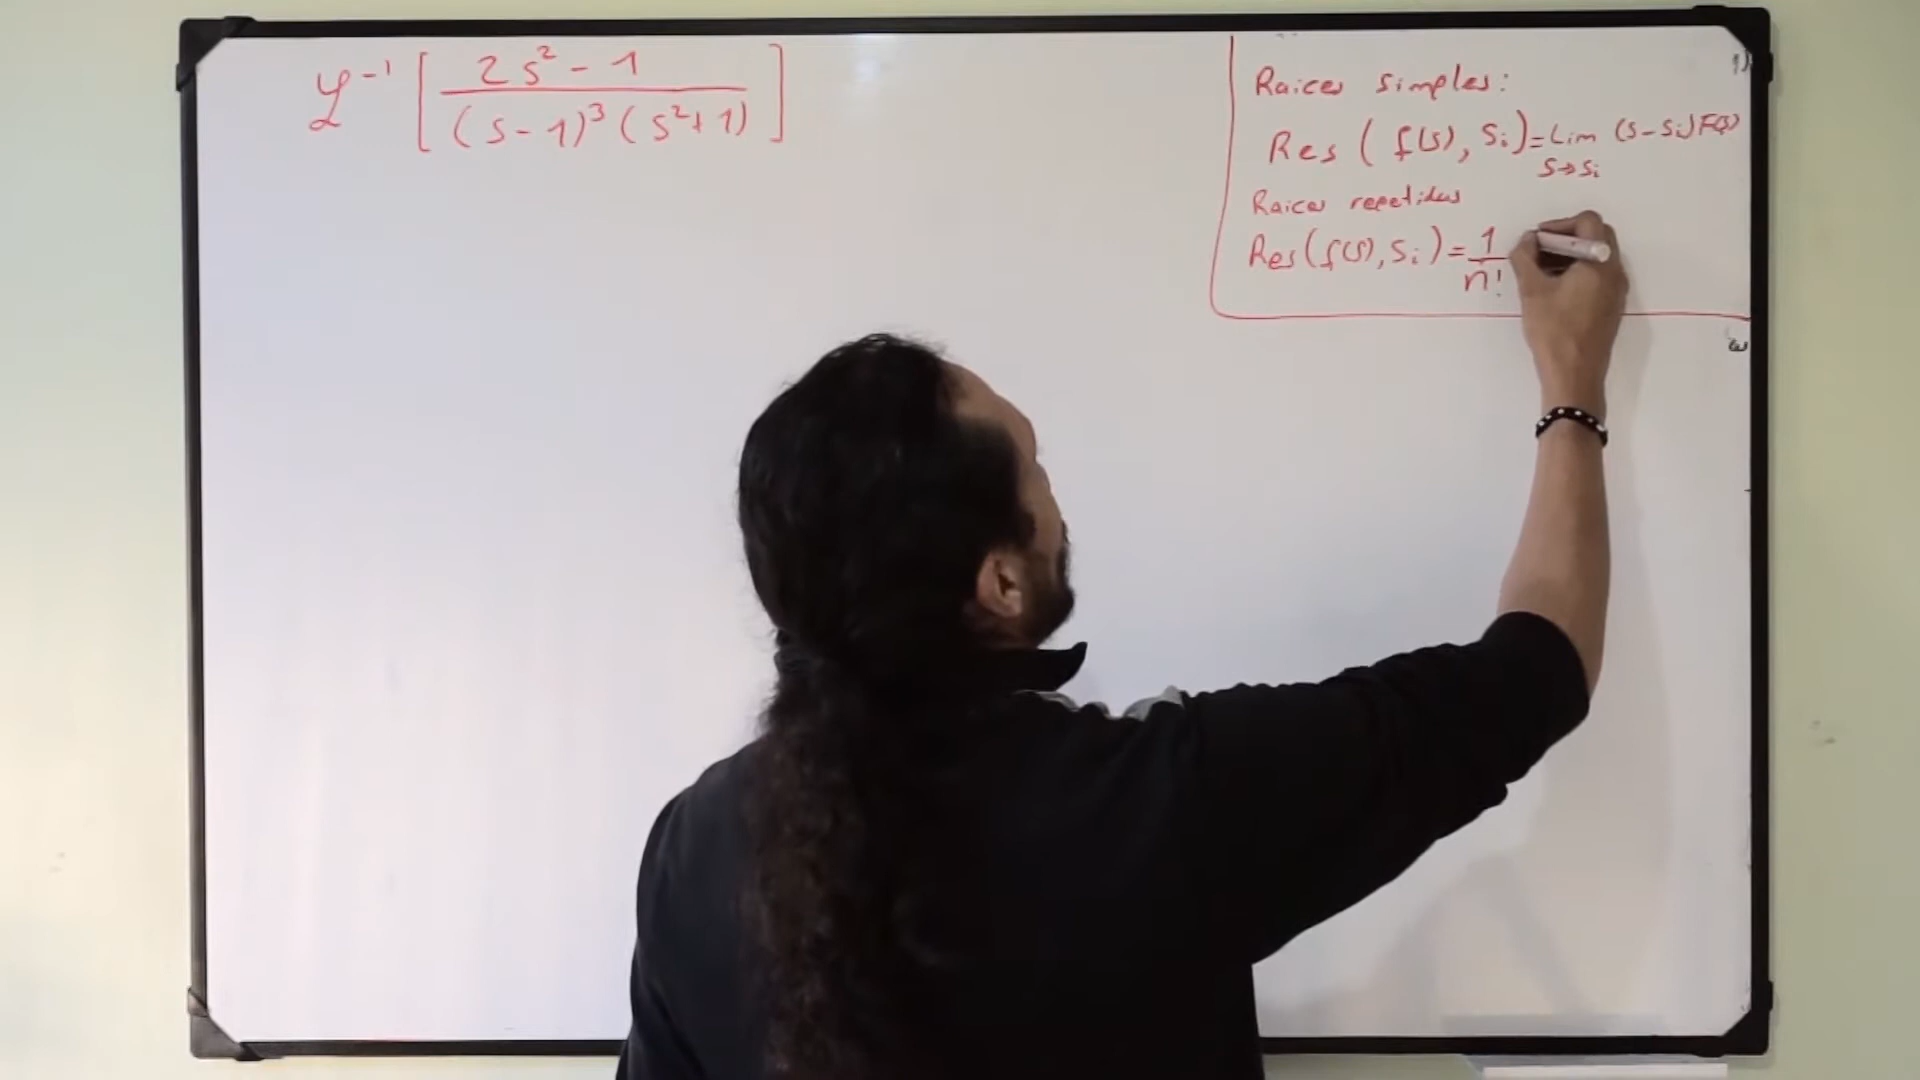 ℒ⁻¹ [ (2s² - 1) / ((s-1)³ (s²+1)) ]
Raices simples:
Res ( f(s), Si ) = Lim (s-si) F(s)
s→si
Raices repetidas
Res(f(s), Si) = 1/n!